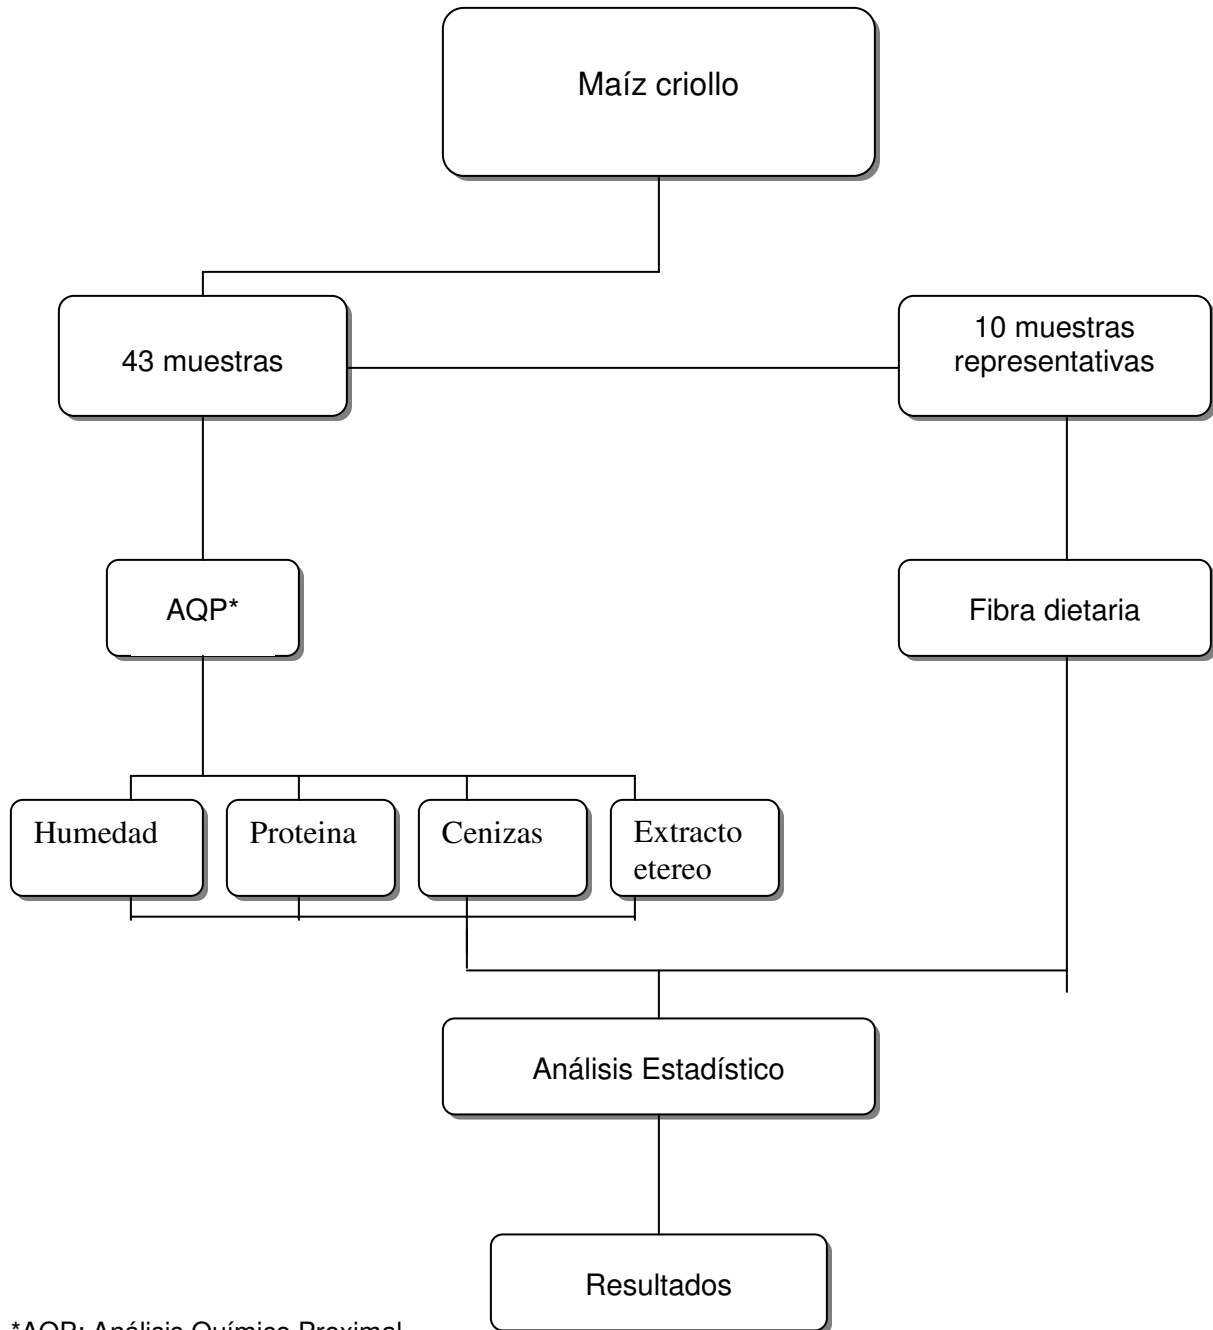 Maíz criollo
43 muestras
10 muestras
representativas
AQP*
Fibra dietaria
Humedad
Proteina
Cenizas
Extracto
etereo
Análisis Estadístico
Resultados
*AQP: Análisis Químico Proximal